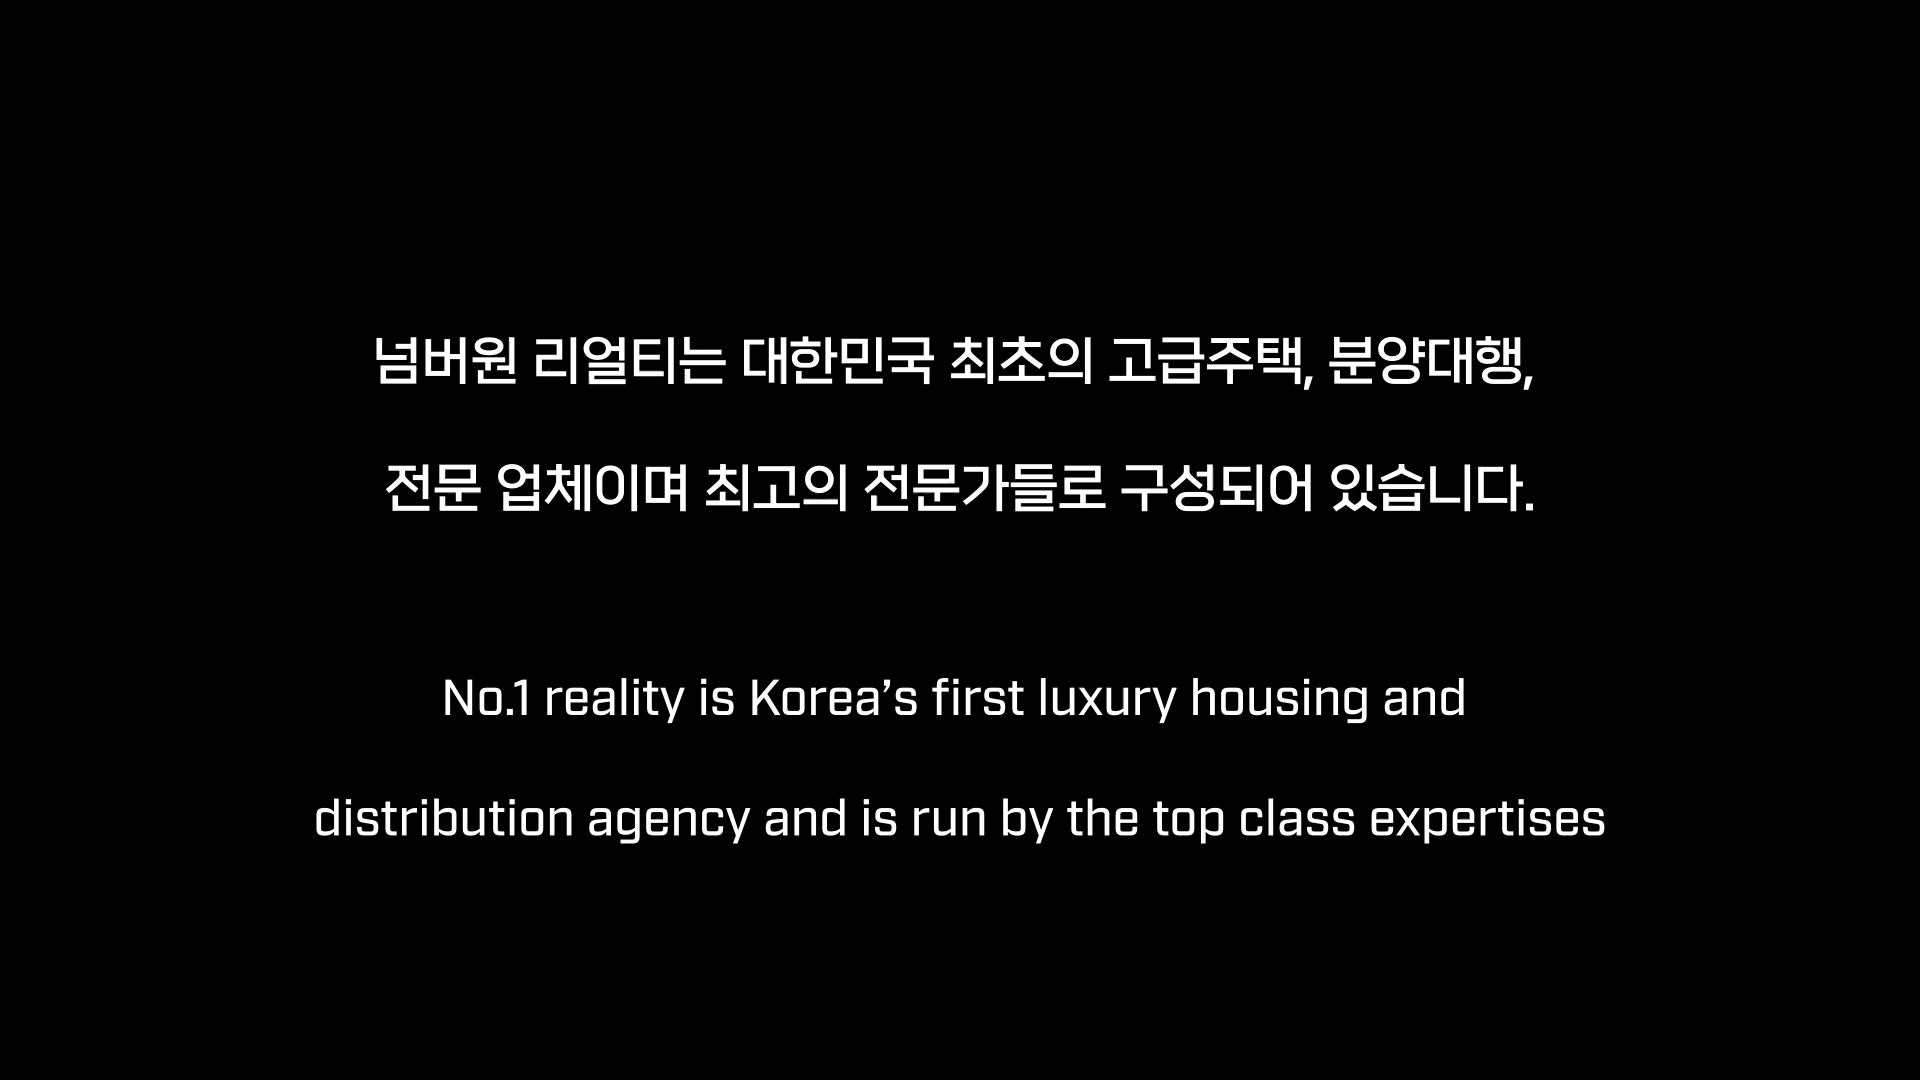 넘버원 리얼티는 대한민국 최초의 고급주택, 분양대행,
전문 업체이며 최고의 전문가들로 구성되어 있습니다.
No.1 reality is Korea’s first luxury housing and
distribution agency and is run by the top class expertises